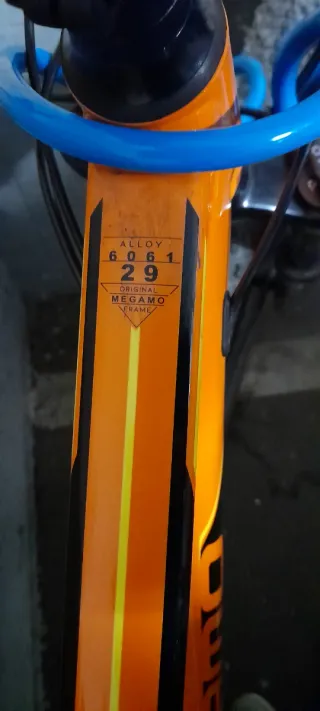 ALLOY
6061
29
ORIGINAL
MEGAMO
FRAME